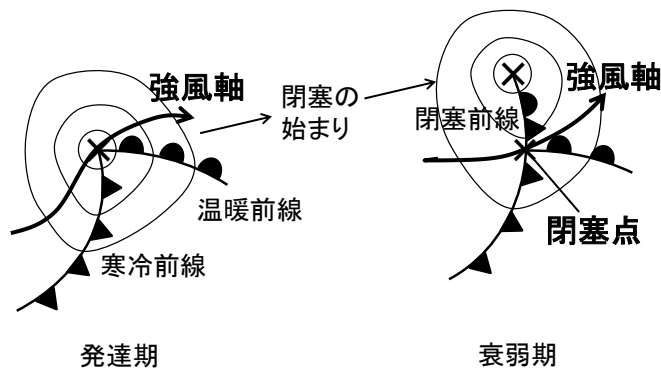 強風軸
閉塞の
始まり
温暖前線
寒冷前線
発達期
強風軸
閉塞前線
閉塞点
衰弱期